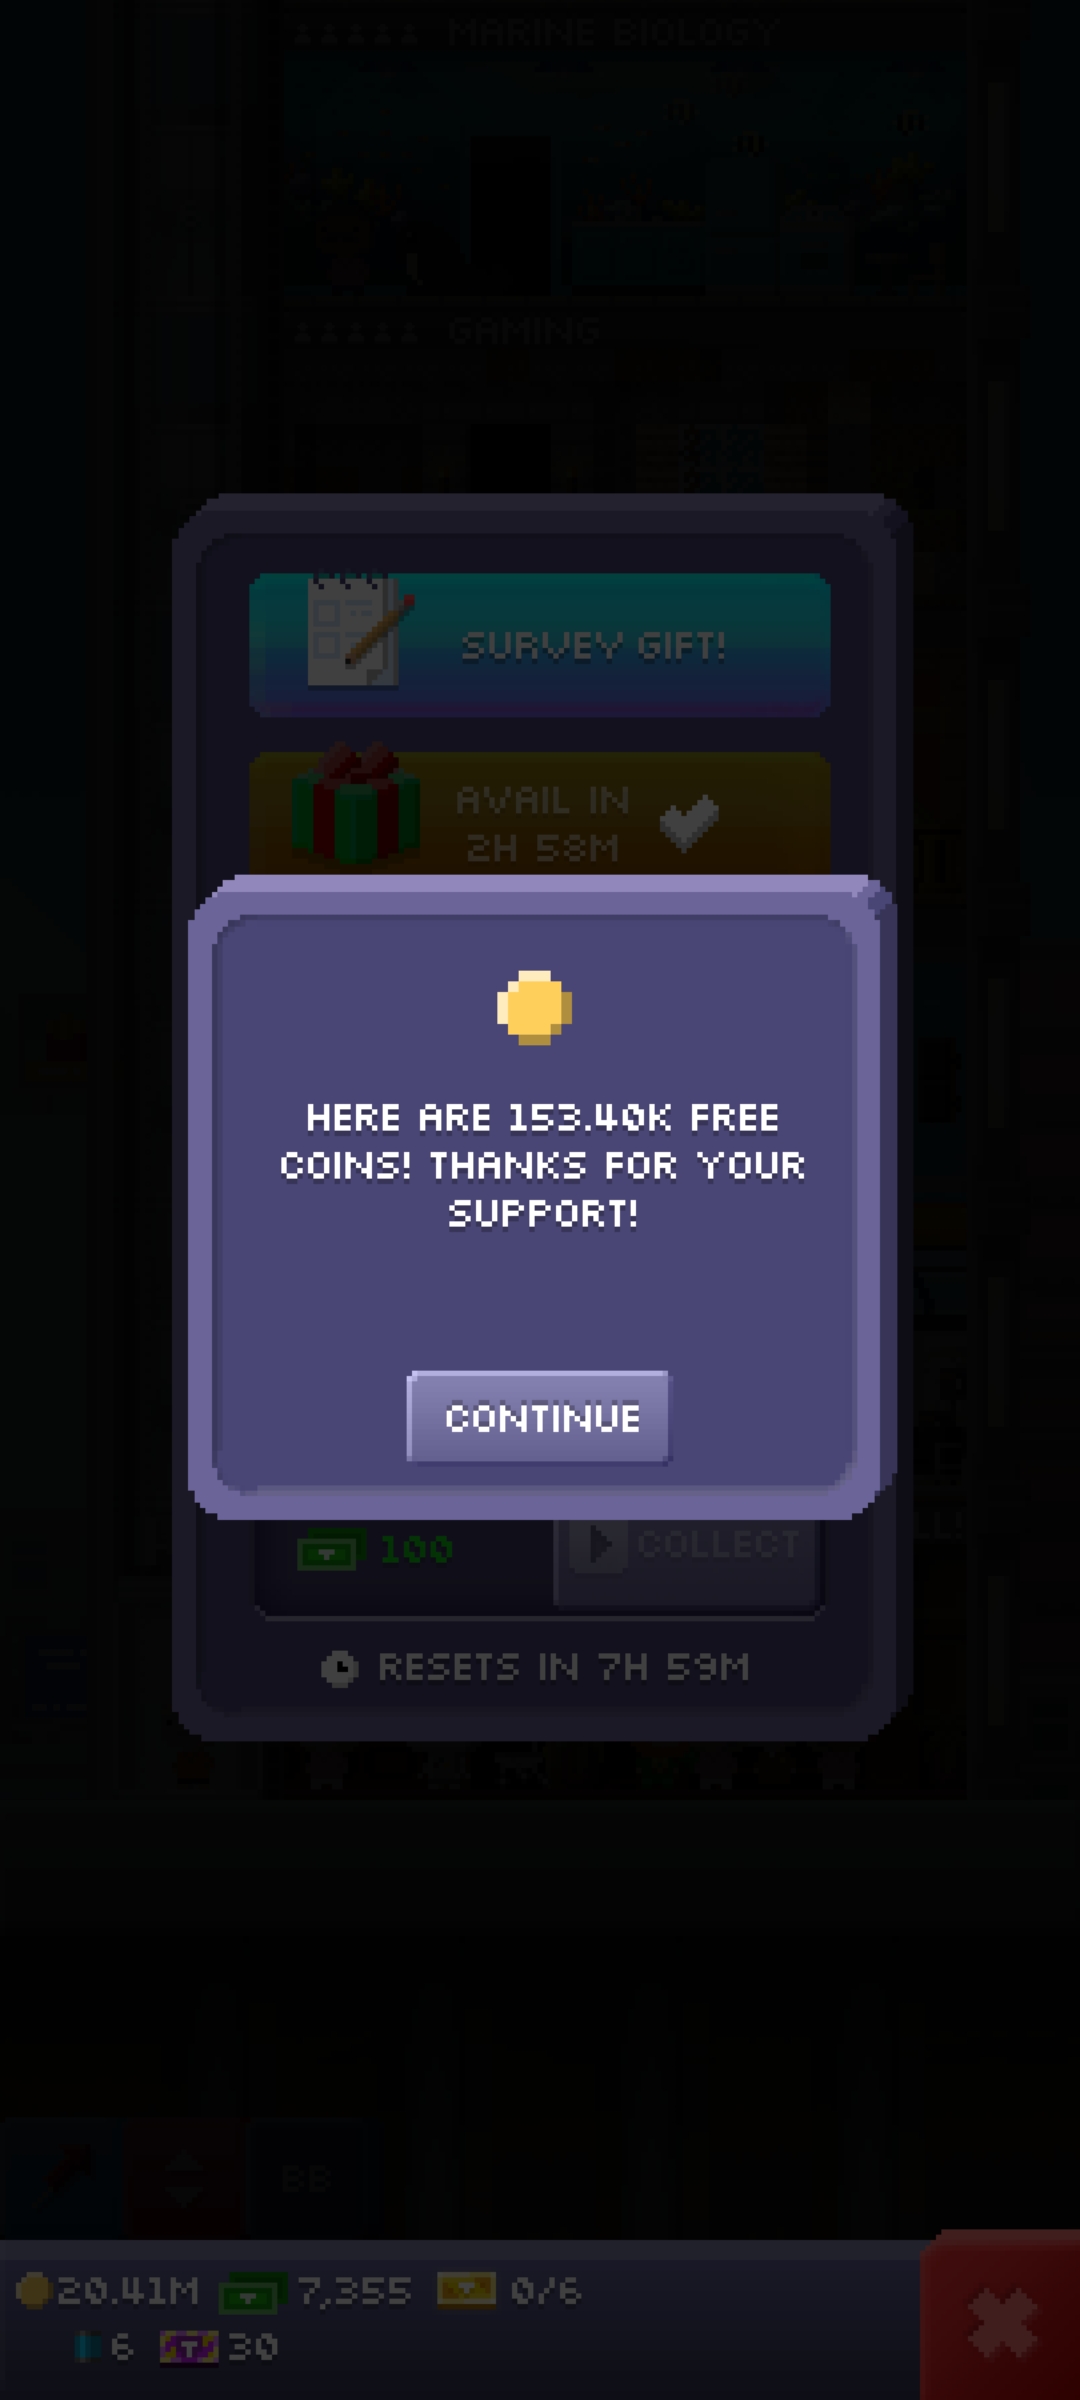 MARINE BIOLOGY
GAMING
SURVEY GIFT!
AVAIL IN
2H 58M
HERE ARE 153.40K FREE
COINS! THANKS FOR YOUR
SUPPORT!
CONTINUE
100 COLLECT
RESETS IN 7H 59M
BB
20.41M 7,355 0/6
6 T 30